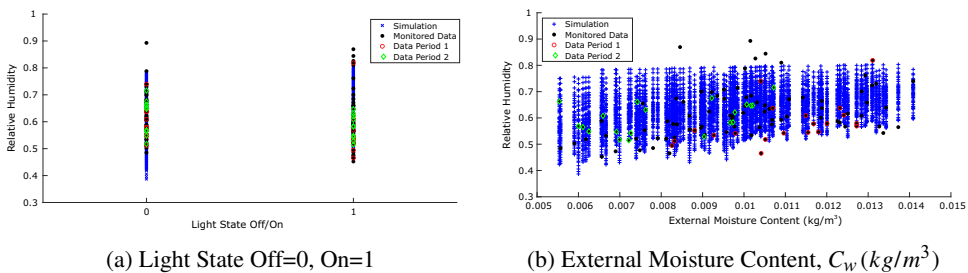 Simulation
Monitored Data
Data Period 1
Data Period 2
1
0.9
0.8
0.7
0.6
0.5
0.4
0.3
Relative Humidity
0 1
Light State Off/On
(a) Light State Off=0, On=1
Simulation
Monitored Data
Data Period 1
Data Period 2
1
0.9
0.8
0.7
0.6
0.5
0.4
0.3
Relative Humidity
0.005 0.006 0.007 0.008 0.009 0.01 0.011 0.012 0.013 0.014 0.015
External Moisture Content (kg/m³)
(b) External Moisture Content, C_w (kg/m³)